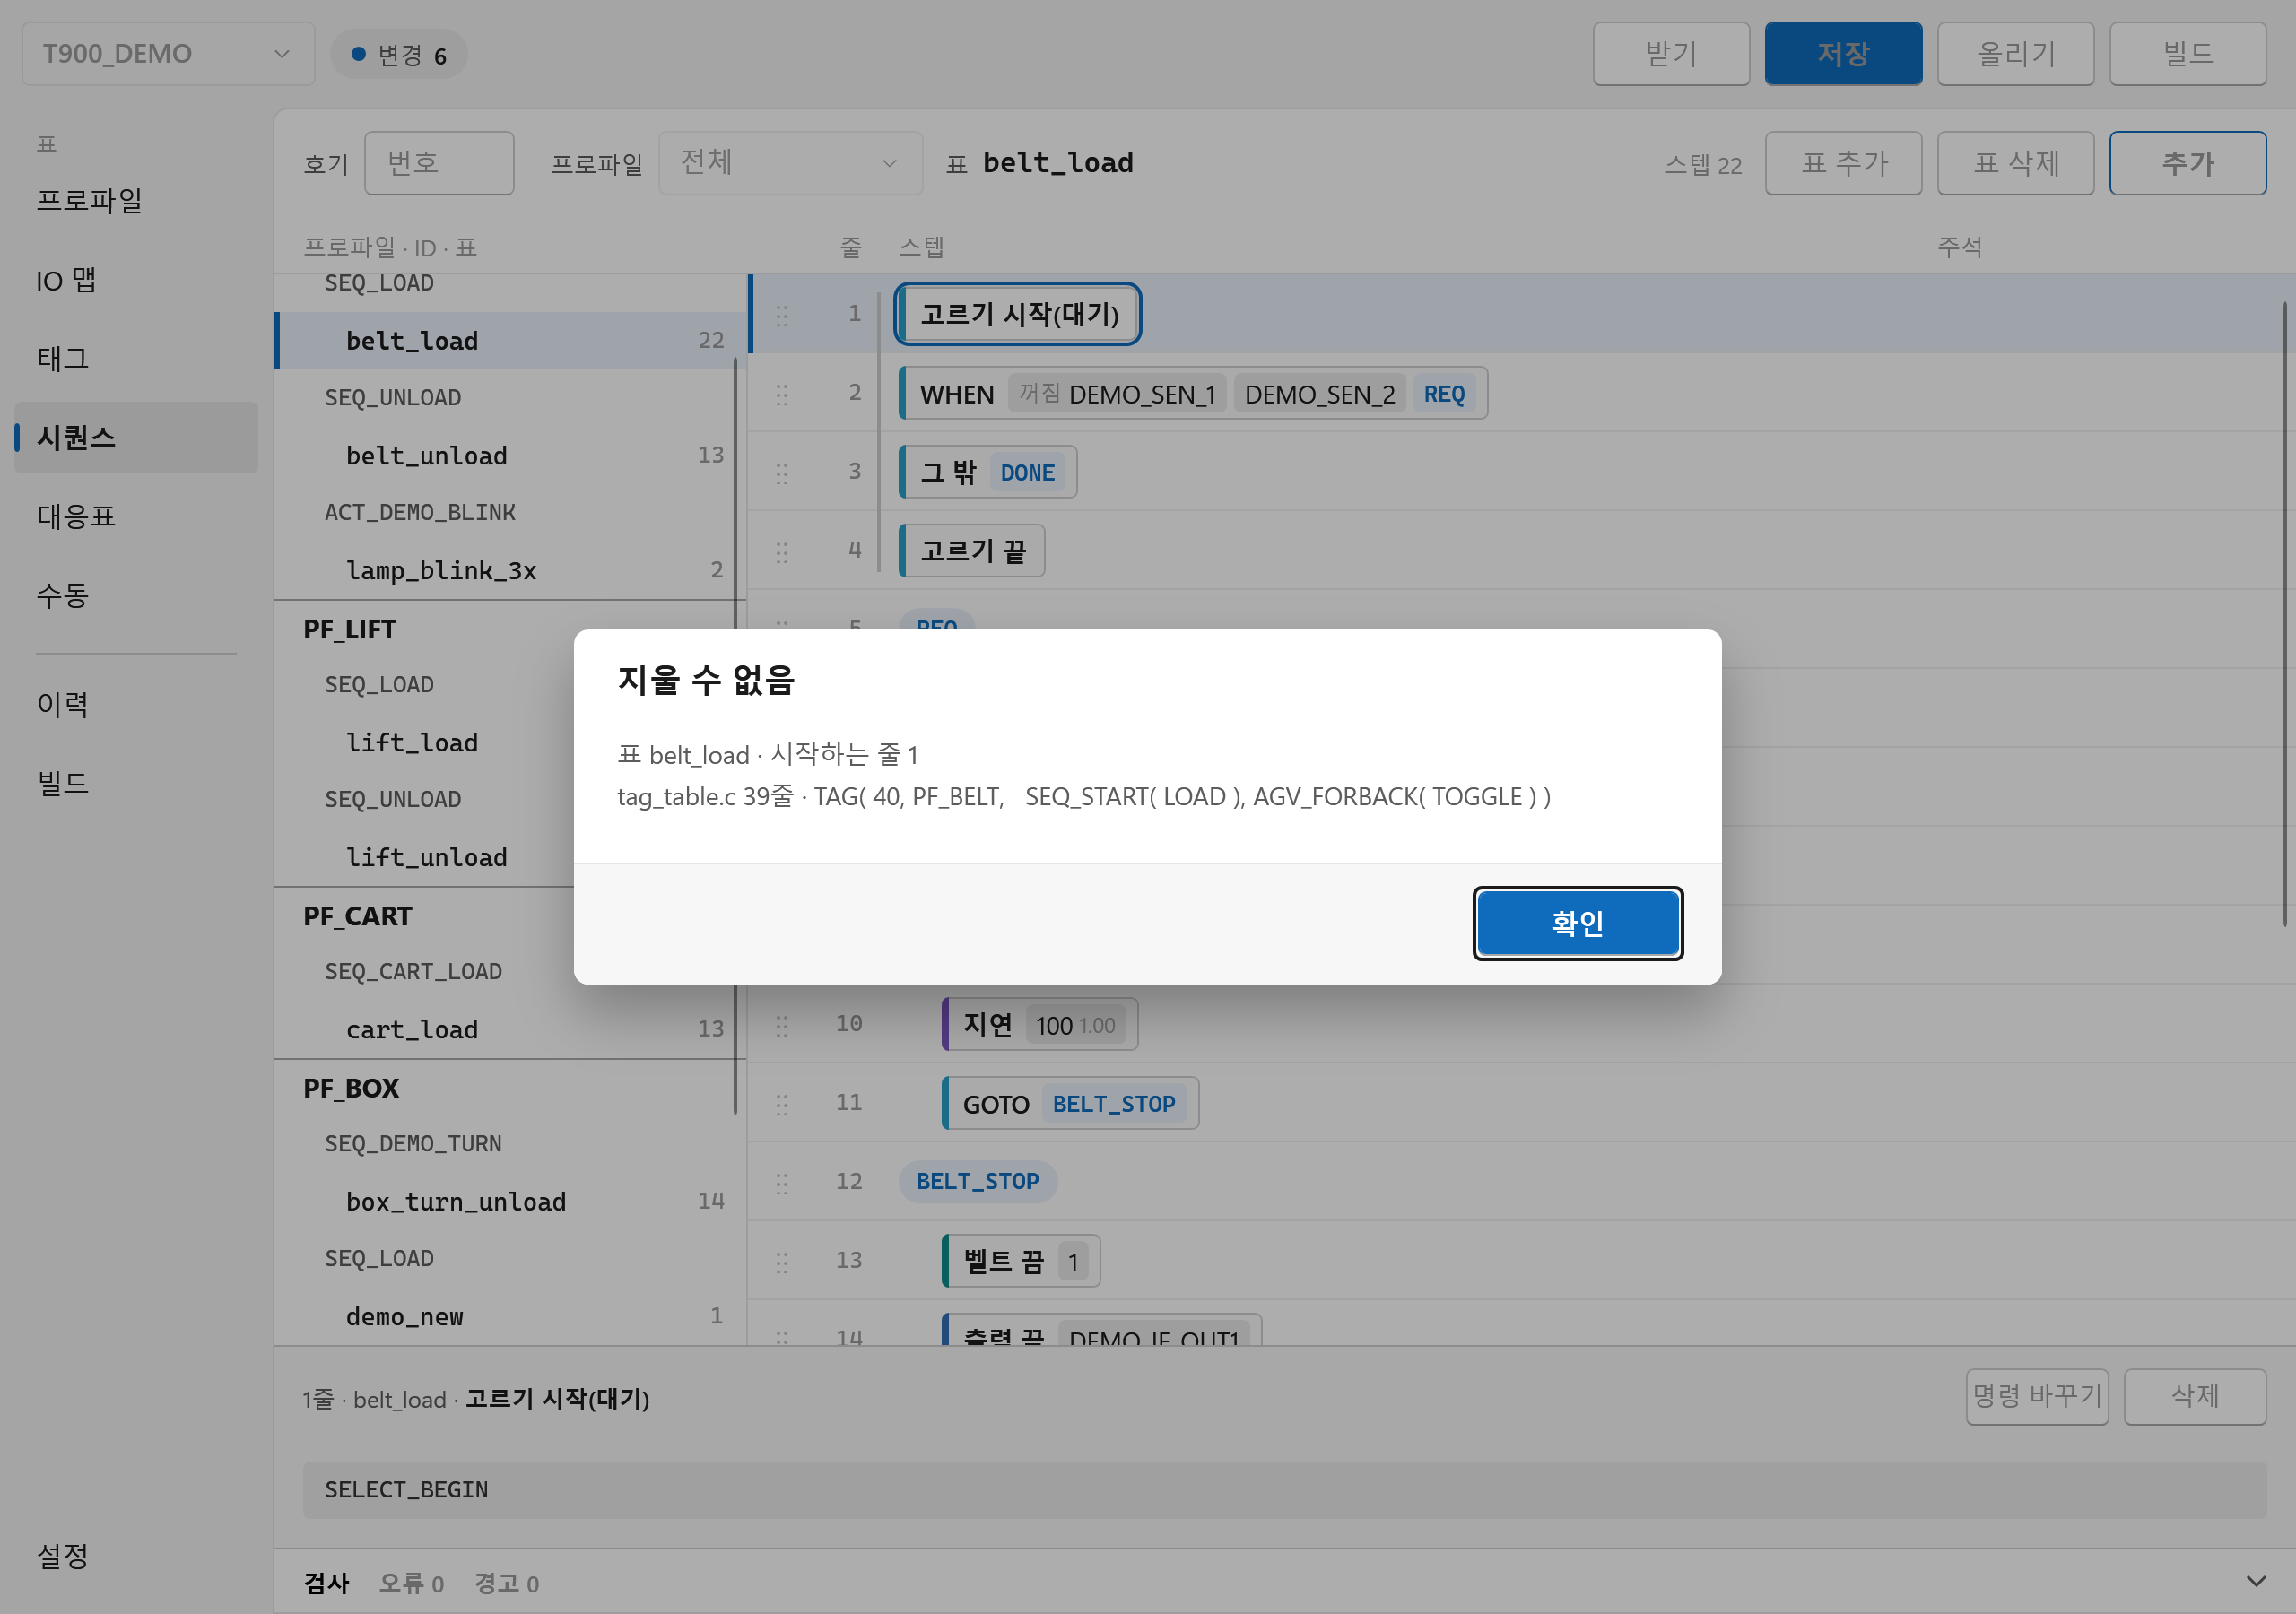 T900_DEMO
변경 6
받기
저장
올리기
빌드
표
프로파일
IO 맵
태그
시퀀스
대응표
수동
이력
빌드
설정
호기
번호
프로파일
전체
표 belt_load
스텝 22
표 추가
표 삭제
추가
프로파일 · ID · 표
줄
스텝
주석
SEQ_LOAD
belt_load 22
SEQ_UNLOAD
belt_unload 13
ACT_DEMO_BLINK
lamp_blink_3x 2
PF_LIFT
SEQ_LOAD
lift_load
SEQ_UNLOAD
lift_unload
PF_CART
SEQ_CART_LOAD
cart_load 13
PF_BOX
SEQ_DEMO_TURN
box_turn_unload 14
SEQ_LOAD
demo_new 1
1 고르기 시작(대기)
2 WHEN 꺼짐 DEMO_SEN_1 DEMO_SEN_2 REQ
3 그 밖 DONE
4 고르기 끝
5 REQ
지울 수 없음
표 belt_load · 시작하는 줄 1
tag_table.c 39줄 · TAG( 40, PF_BELT, SEQ_START( LOAD ), AGV_FORBACK( TOGGLE ) )
확인
10 지연 100 1.00
11 GOTO BELT_STOP
12 BELT_STOP
13 벨트 끔 1
14 출력 끔 DEMO_IF_OUT1
1줄 · belt_load · 고르기 시작(대기)
명령 바꾸기
삭제
SELECT_BEGIN
검사 오류 0 경고 0